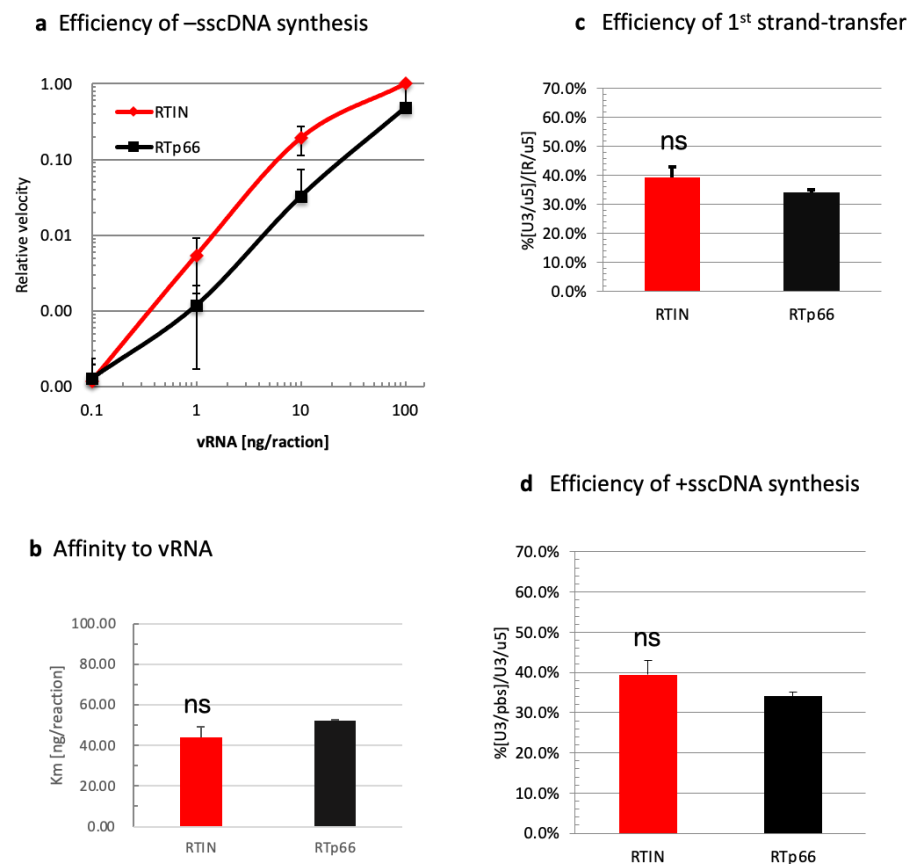 a Efficiency of –sscDNA synthesis
1.00
0.10
0.01
0.00
0.00
Relative velocity
RTIN
RTp66
0.1
1
10
100
vRNA [ng/raction]
b Affinity to vRNA
100.00
80.00
60.00
40.00
20.00
0.00
Km [ng/reaction]
ns
RTIN
RTp66
c Efficiency of 1st strand-transfer
70.0%
60.0%
50.0%
40.0%
30.0%
20.0%
10.0%
0.0%
%[U3/u5]/[R/u5]
ns
RTIN
RTp66
d Efficiency of +sscDNA synthesis
70.0%
60.0%
50.0%
40.0%
30.0%
20.0%
10.0%
0.0%
%[U3/pbs]/U3/u5]
ns
RTIN
RTp66